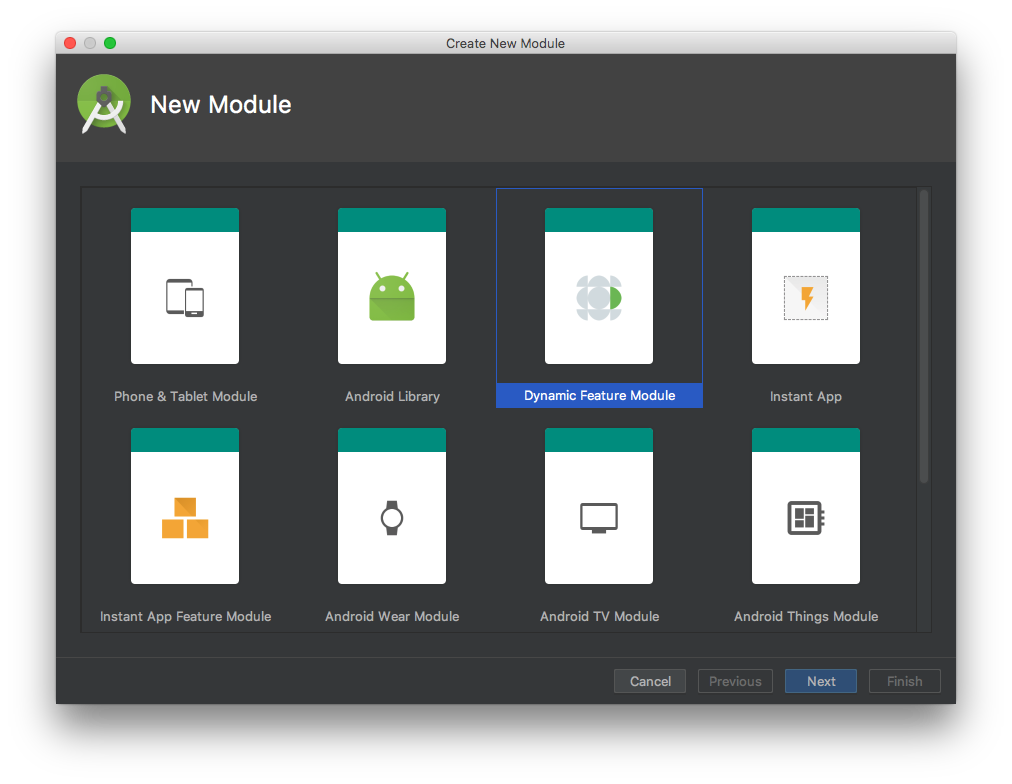 Create New Module
New Module
Phone & Tablet Module
Android Library
Dynamic Feature Module
Instant App
Instant App Feature Module
Android Wear Module
Android TV Module
Android Things Module
Cancel
Previous
Next
Finish